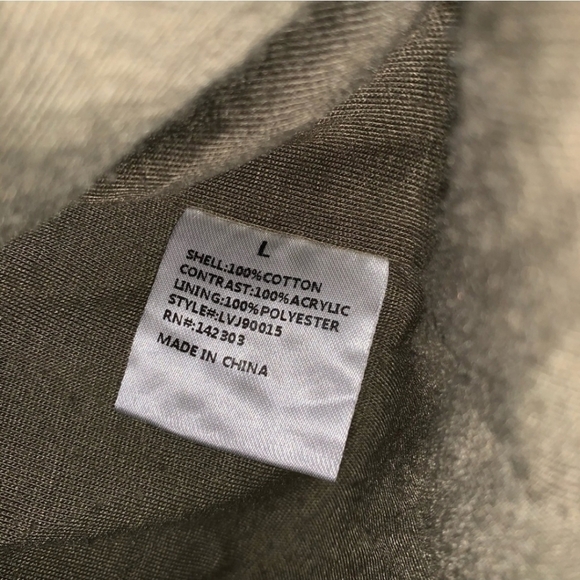 L
SHELL:100%COTTON
CONTRAST:100%ACRYLIC
LINING:100%POLYESTER
STYLE#:LVJ90015
RN#:142303
MADE IN CHINA